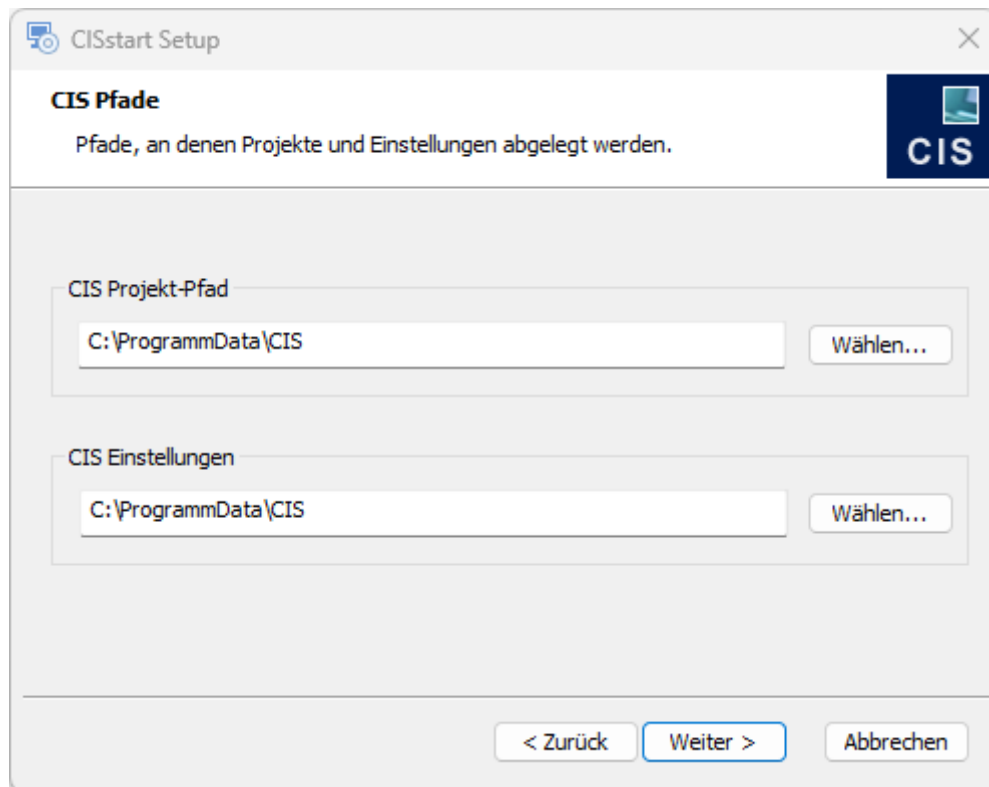 CISstart Setup
CIS Pfade
Pfade, an denen Projekte und Einstellungen abgelegt werden.
CIS
CIS Projekt-Pfad
C:\ProgrammData\CIS
Wählen...
CIS Einstellungen
C:\ProgrammData\CIS
Wählen...
< Zurück
Weiter >
Abbrechen